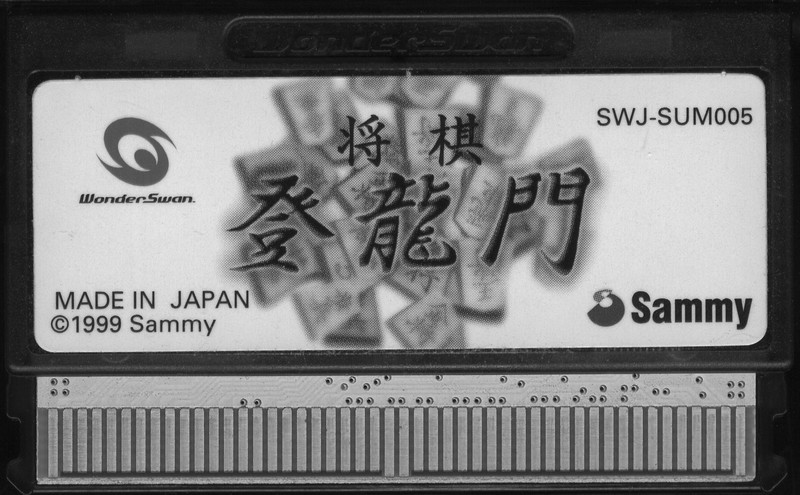 WonderSwan
SWJ-SUM005
将棋
登龍門
WonderSwan.
MADE IN JAPAN
©1999 Sammy
Sammy